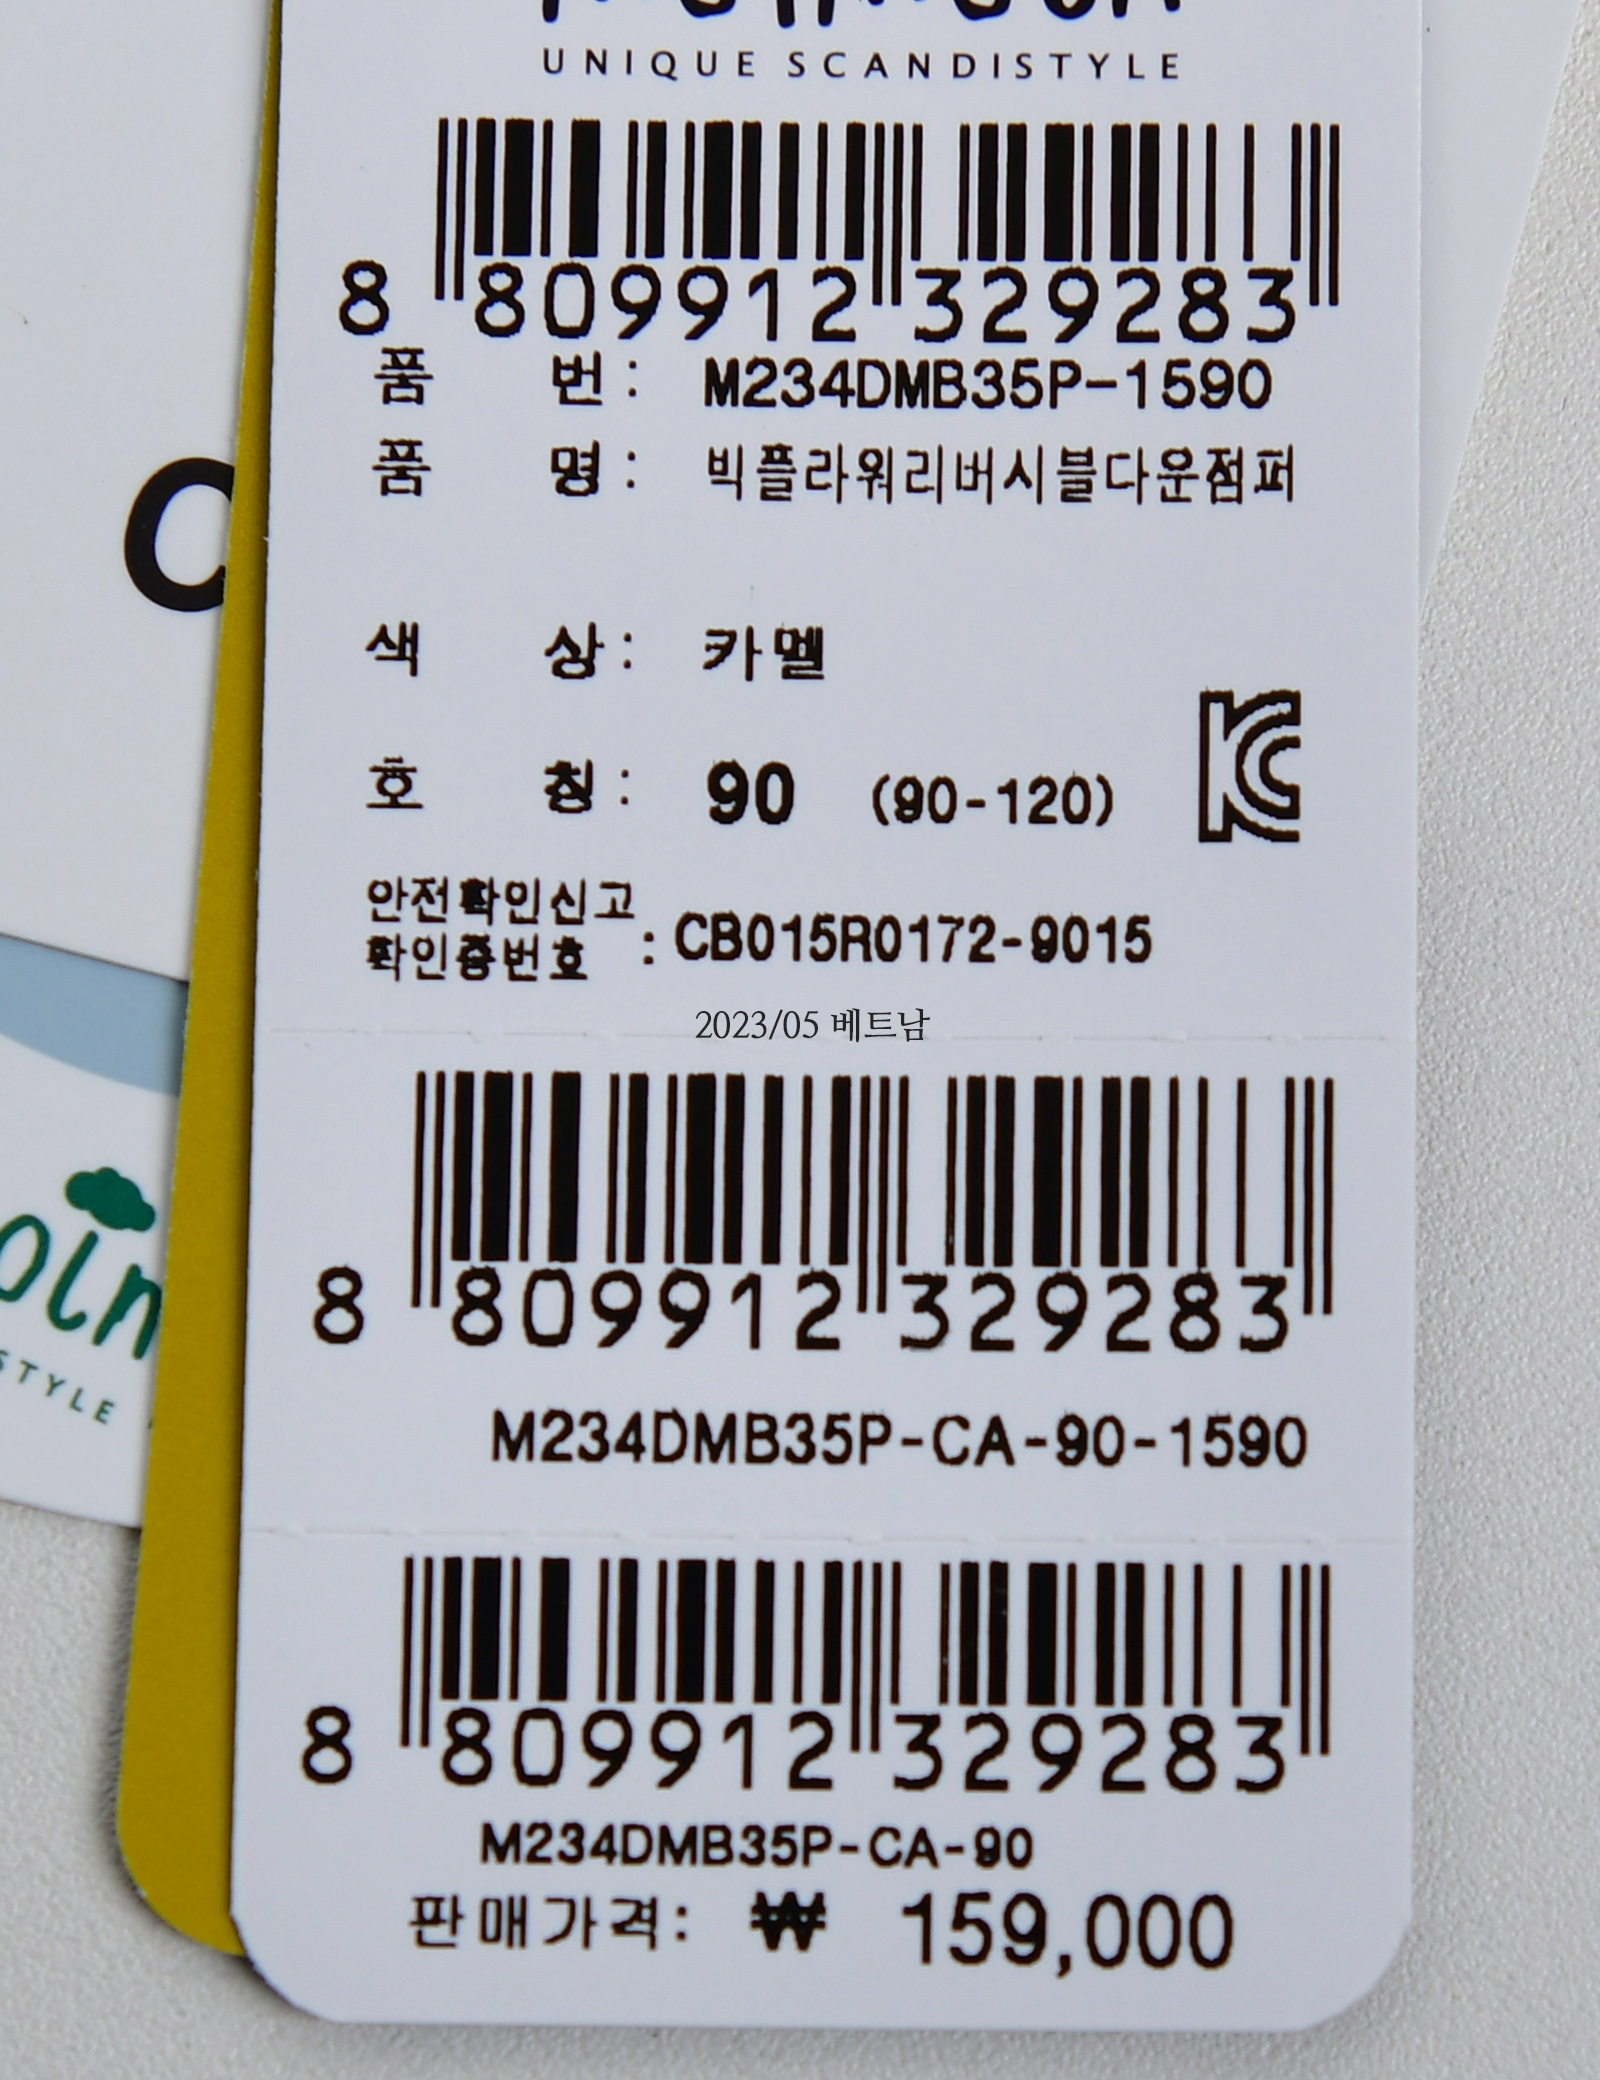 UNIQUE SCANDISTYLE
8 809912 329283
품 번 : M234DMB35P-1590
품 명 : 빅플라워리버시블다운점퍼
색 상 : 카멜
호 칭 : 90 (90-120)
안전확인신고
확인증번호 : CB015R0172-9015
2023/05 베트남
8 809912 329283
M234DMB35P-CA-90-1590
8 809912 329283
M234DMB35P-CA-90
판매가격: ₩ 159,000